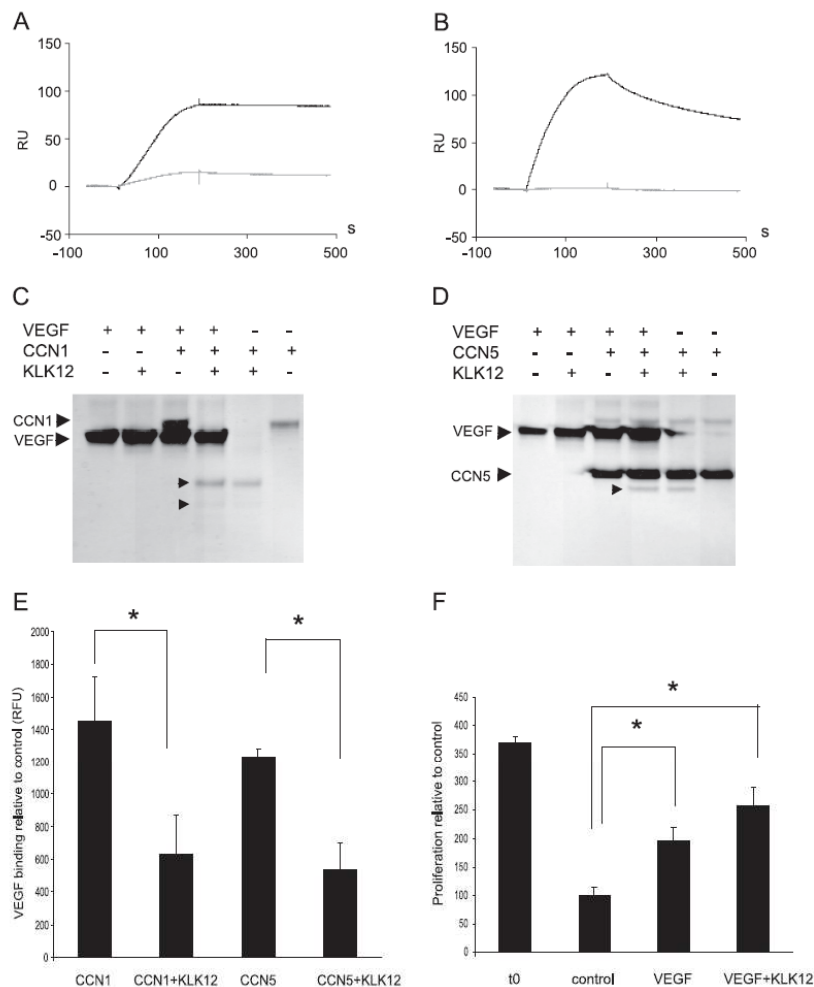 A
150
100
50
0
-50
RU
-100 100 300 500
s
B
150
100
50
0
-50
RU
-100 100 300 500
s
C
VEGF + + + + - -
CCN1 - - + + + +
KLK12 - + - + + -
CCN1
VEGF
D
VEGF + + + + - -
CCN5 - - + + + +
KLK12 - + - + + -
VEGF
CCN5
E
VEGF binding relative to control (RFU)
2000
1800
1600
1400
1200
1000
800
600
400
200
0
* *
CCN1 CCN1+KLK12 CCN5 CCN5+KLK12
F
Proliferation relative to control
450
400
350
300
250
200
150
100
50
0
*
*
t0 control VEGF VEGF+KLK12